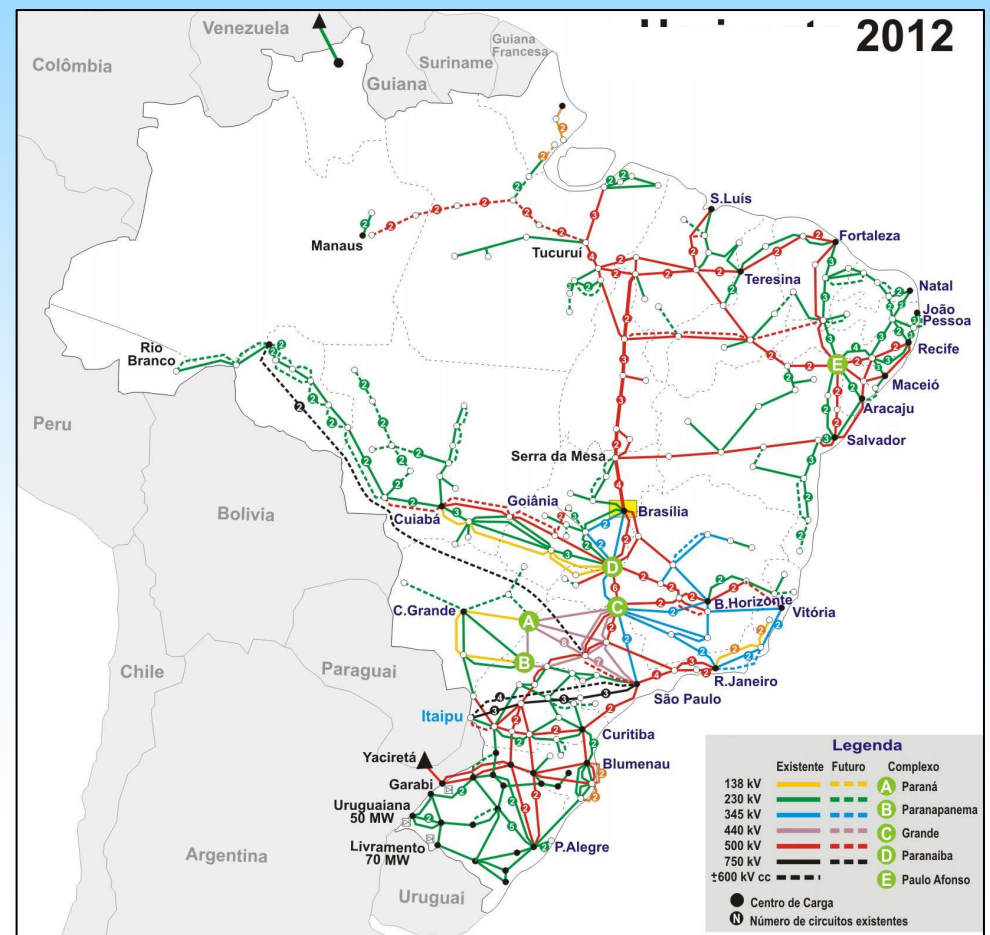 2012
Venezuela
Colômbia
Guiana
Suriname
Guiana
Francesa
Manaus
Tucuruí
S.Luís
Fortaleza
Teresina
Natal
João
Pessoa
Recife
Maceió
Aracaju
Salvador
Rio
Branco
Peru
Serra da Mesa
Bolivia
Cuiabá
Goiânia
Brasília
B.Horizonte
Vitória
C.Grande
A
B
C
D
E
Chile
Paraguai
R.Janeiro
São Paulo
Itaipu
Curitiba
Yaciretá
Blumenau
Garabi
Uruguaiana
50 MW
Livramento
70 MW
P.Alegre
Argentina
Uruguai
Legenda
Existente Futuro Complexo
138 kV A Paraná
230 kV B Paranapanema
345 kV
440 kV C Grande
500 kV D Paranaíba
750 kV
±600 kV cc E Paulo Afonso
Centro de Carga
N Número de circuitos existentes